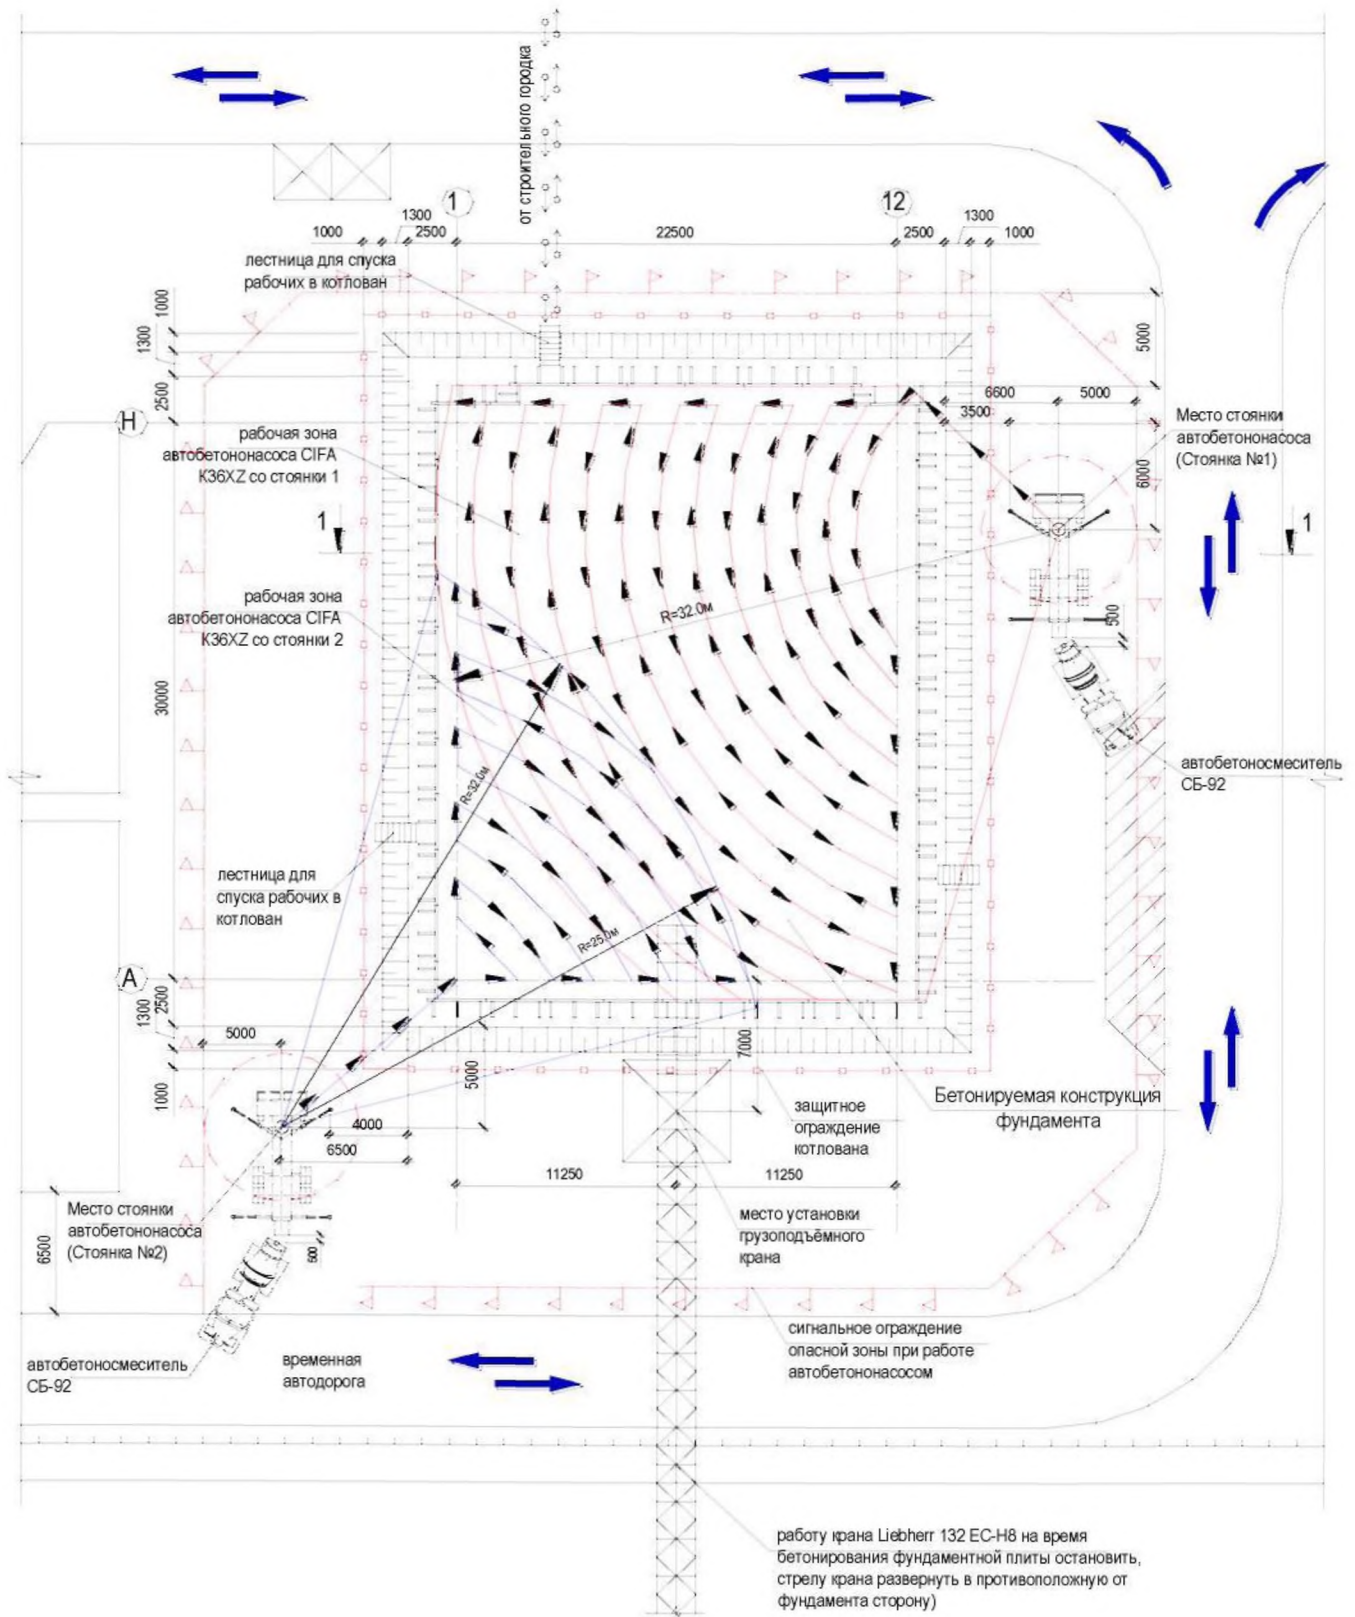 от строительного городка
1
12
1300
1300
1000
2500
22500
2500
1000
лестница для спуска
рабочих в котлован
1000
1300
2500
5000
6600
5000
3500
Н
Место стоянки
автобетононасоса
(Стоянка №1)
6000
рабочая зона
автобетононасоса CIFA
K36XZ со стоянки 1
1
1
рабочая зона
автобетононасоса CIFA
K36XZ со стоянки 2
R=32.0м
500
30000
автобетоносмеситель
СБ-92
R=32.0м
лестница для
спуска рабочих в
котлован
R=25.0м
А
2500
1300
5000
1000
7000
5000
4000
6500
Бетонируемая конструкция
фундамента
защитное
ограждение
котлована
11250
11250
Место стоянки
автобетононасоса
(Стоянка №2)
6500
500
место установки
грузоподъёмного
крана
сигнальное ограждение
опасной зоны при работе
автобетононасосом
автобетоносмеситель
СБ-92
временная
автодорога
работу крана Liebherr 132 EC-H8 на время
бетонирования фундаментной плиты остановить,
стрелу крана развернуть в противоположную от
фундамента сторону)